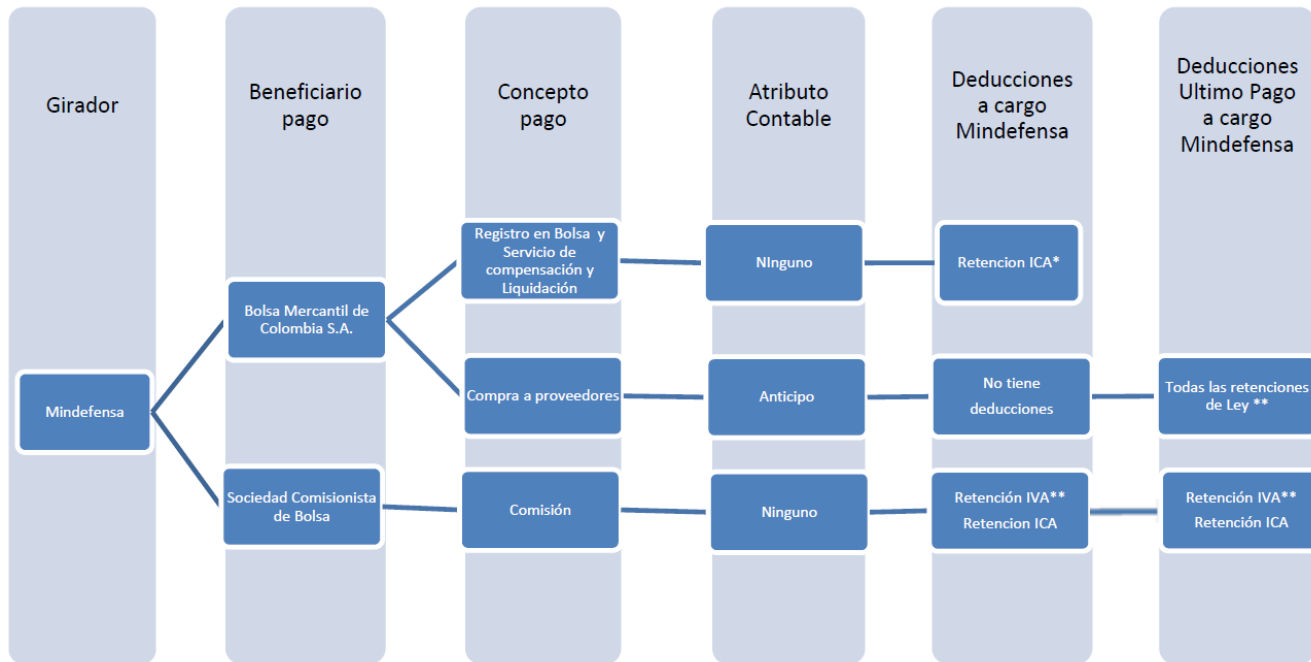 Girador
Beneficiario
pago
Concepto
pago
Atributo
Contable
Deducciones
a cargo
Mindefensa
Deducciones
Ultimo Pago
a cargo
Mindefensa
Mindefensa
Bolsa Mercantil de
Colombia S.A.
Registro en Bolsa y
Servicio de
compensación y
Liquidación
NInguno
Retencion ICA*
Compra a proveedores
Anticipo
No tiene
deducciones
Todas las retenciones
de Ley **
Sociedad Comisionista
de Bolsa
Comisión
Ninguno
Retención IVA**
Retencion ICA
Retención IVA**
Retención ICA